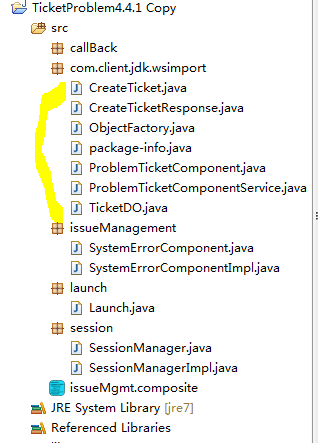 TicketProblem4.4.1 Copy
src
callBack
com.client.jdk.wsimport
CreateTicket.java
CreateTicketResponse.java
ObjectFactory.java
package-info.java
ProblemTicketComponent.java
ProblemTicketComponentService.java
TicketDO.java
issueManagement
SystemErrorComponent.java
SystemErrorComponentImpl.java
launch
Launch.java
session
SessionManager.java
SessionManagerImpl.java
issueMgmt.composite
JRE System Library [jre7]
Referenced Libraries